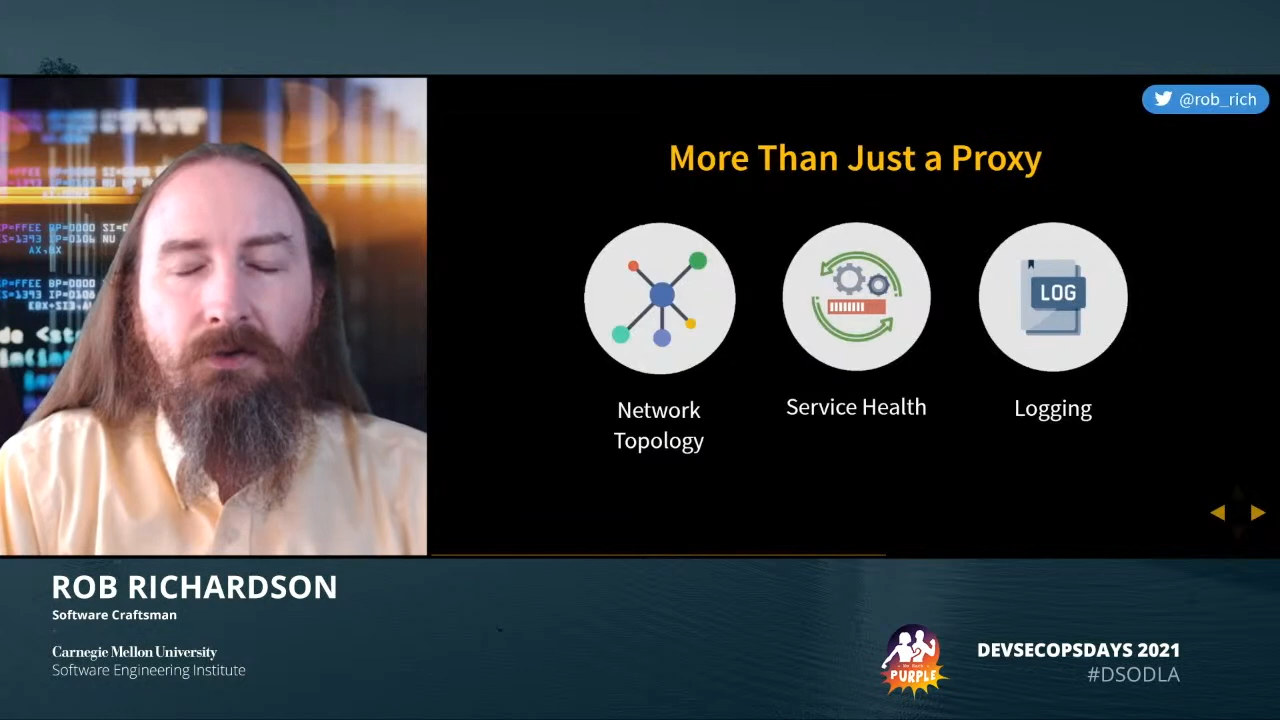 @rob_rich
More Than Just a Proxy
LOG
Network
Topology
Service Health
Logging
ROB RICHARDSON
Software Craftsman
Carnegie Mellon University
Software Engineering Institute
PURPLE
DEVSECOPSDAYS 2021
#DSODLA